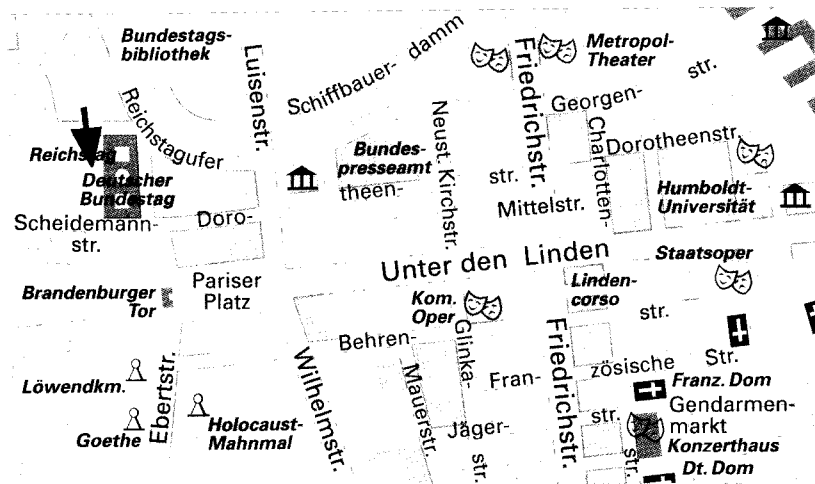 Bundestags-
bibliothek
Luisenstr.
Schiffbauer-
damm
Friedrichstr.
Metropol-
Theater
Georgen-
str.
Reichstagufer
Reichstag
Deutscher
Bundestag
Scheidemann-
str.
Bundes-
presseamt
Neust. Kirchstr.
Charlotten-
Dorotheenstr.
Doro-
theen-
str.
Mittelstr.
Humboldt-
Universität
Unter den Linden
Staatsoper
Pariser
Platz
Brandenburger
Tor
Kom.
Oper
Linden-
corso
Behren-
str.
Glinka-
Friedrichstr.
Wilhelmstr.
Mauerstr.
Fran-
zösische
Str.
Löwendkm.
Ebertstr.
Goethe
Holocaust-
Mahnmal
Jäger-
str.
str.
str.
Franz. Dom
Gendarmen-
markt
Konzerthaus
Dt. Dom